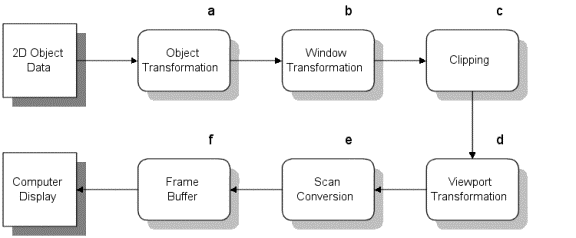 a
b
c
2D Object
Data
Object
Transformation
Window
Transformation
Clipping
f
e
d
Computer
Display
Frame
Buffer
Scan
Conversion
Viewport
Transformation